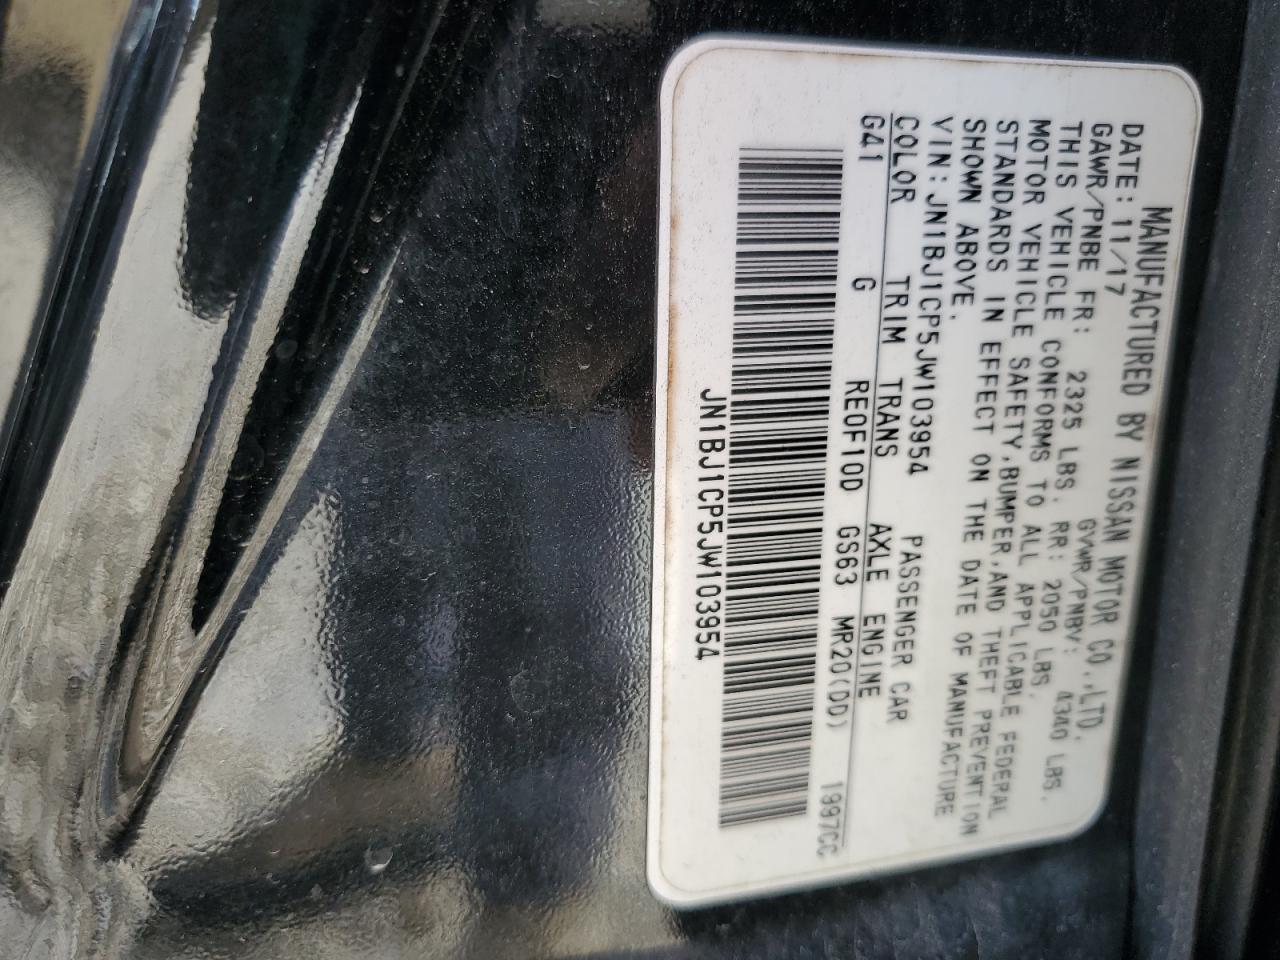 MANUFACTURED BY NISSAN MOTOR CO.,LTD.
DATE:11/17 GVWR/PNBV: 4340 LBS.
GAWR/PNBE FR: 2325 LBS. RR: 2050 LBS.
THIS VEHICLE CONFORMS TO ALL APPLICABLE FEDERAL
MOTOR VEHICLE SAFETY,BUMPER,AND THEFT PREVENTION
STANDARDS IN EFFECT ON THE DATE OF MANUFACTURE
SHOWN ABOVE.
VIN:JN1BJ1CP5JW103954 PASSENGER CAR
COLOR TRIM TRANS AXLE ENGINE
G41 G RE0F10D GS63 MR20(DD) 1997CC
JN1BJ1CP5JW103954